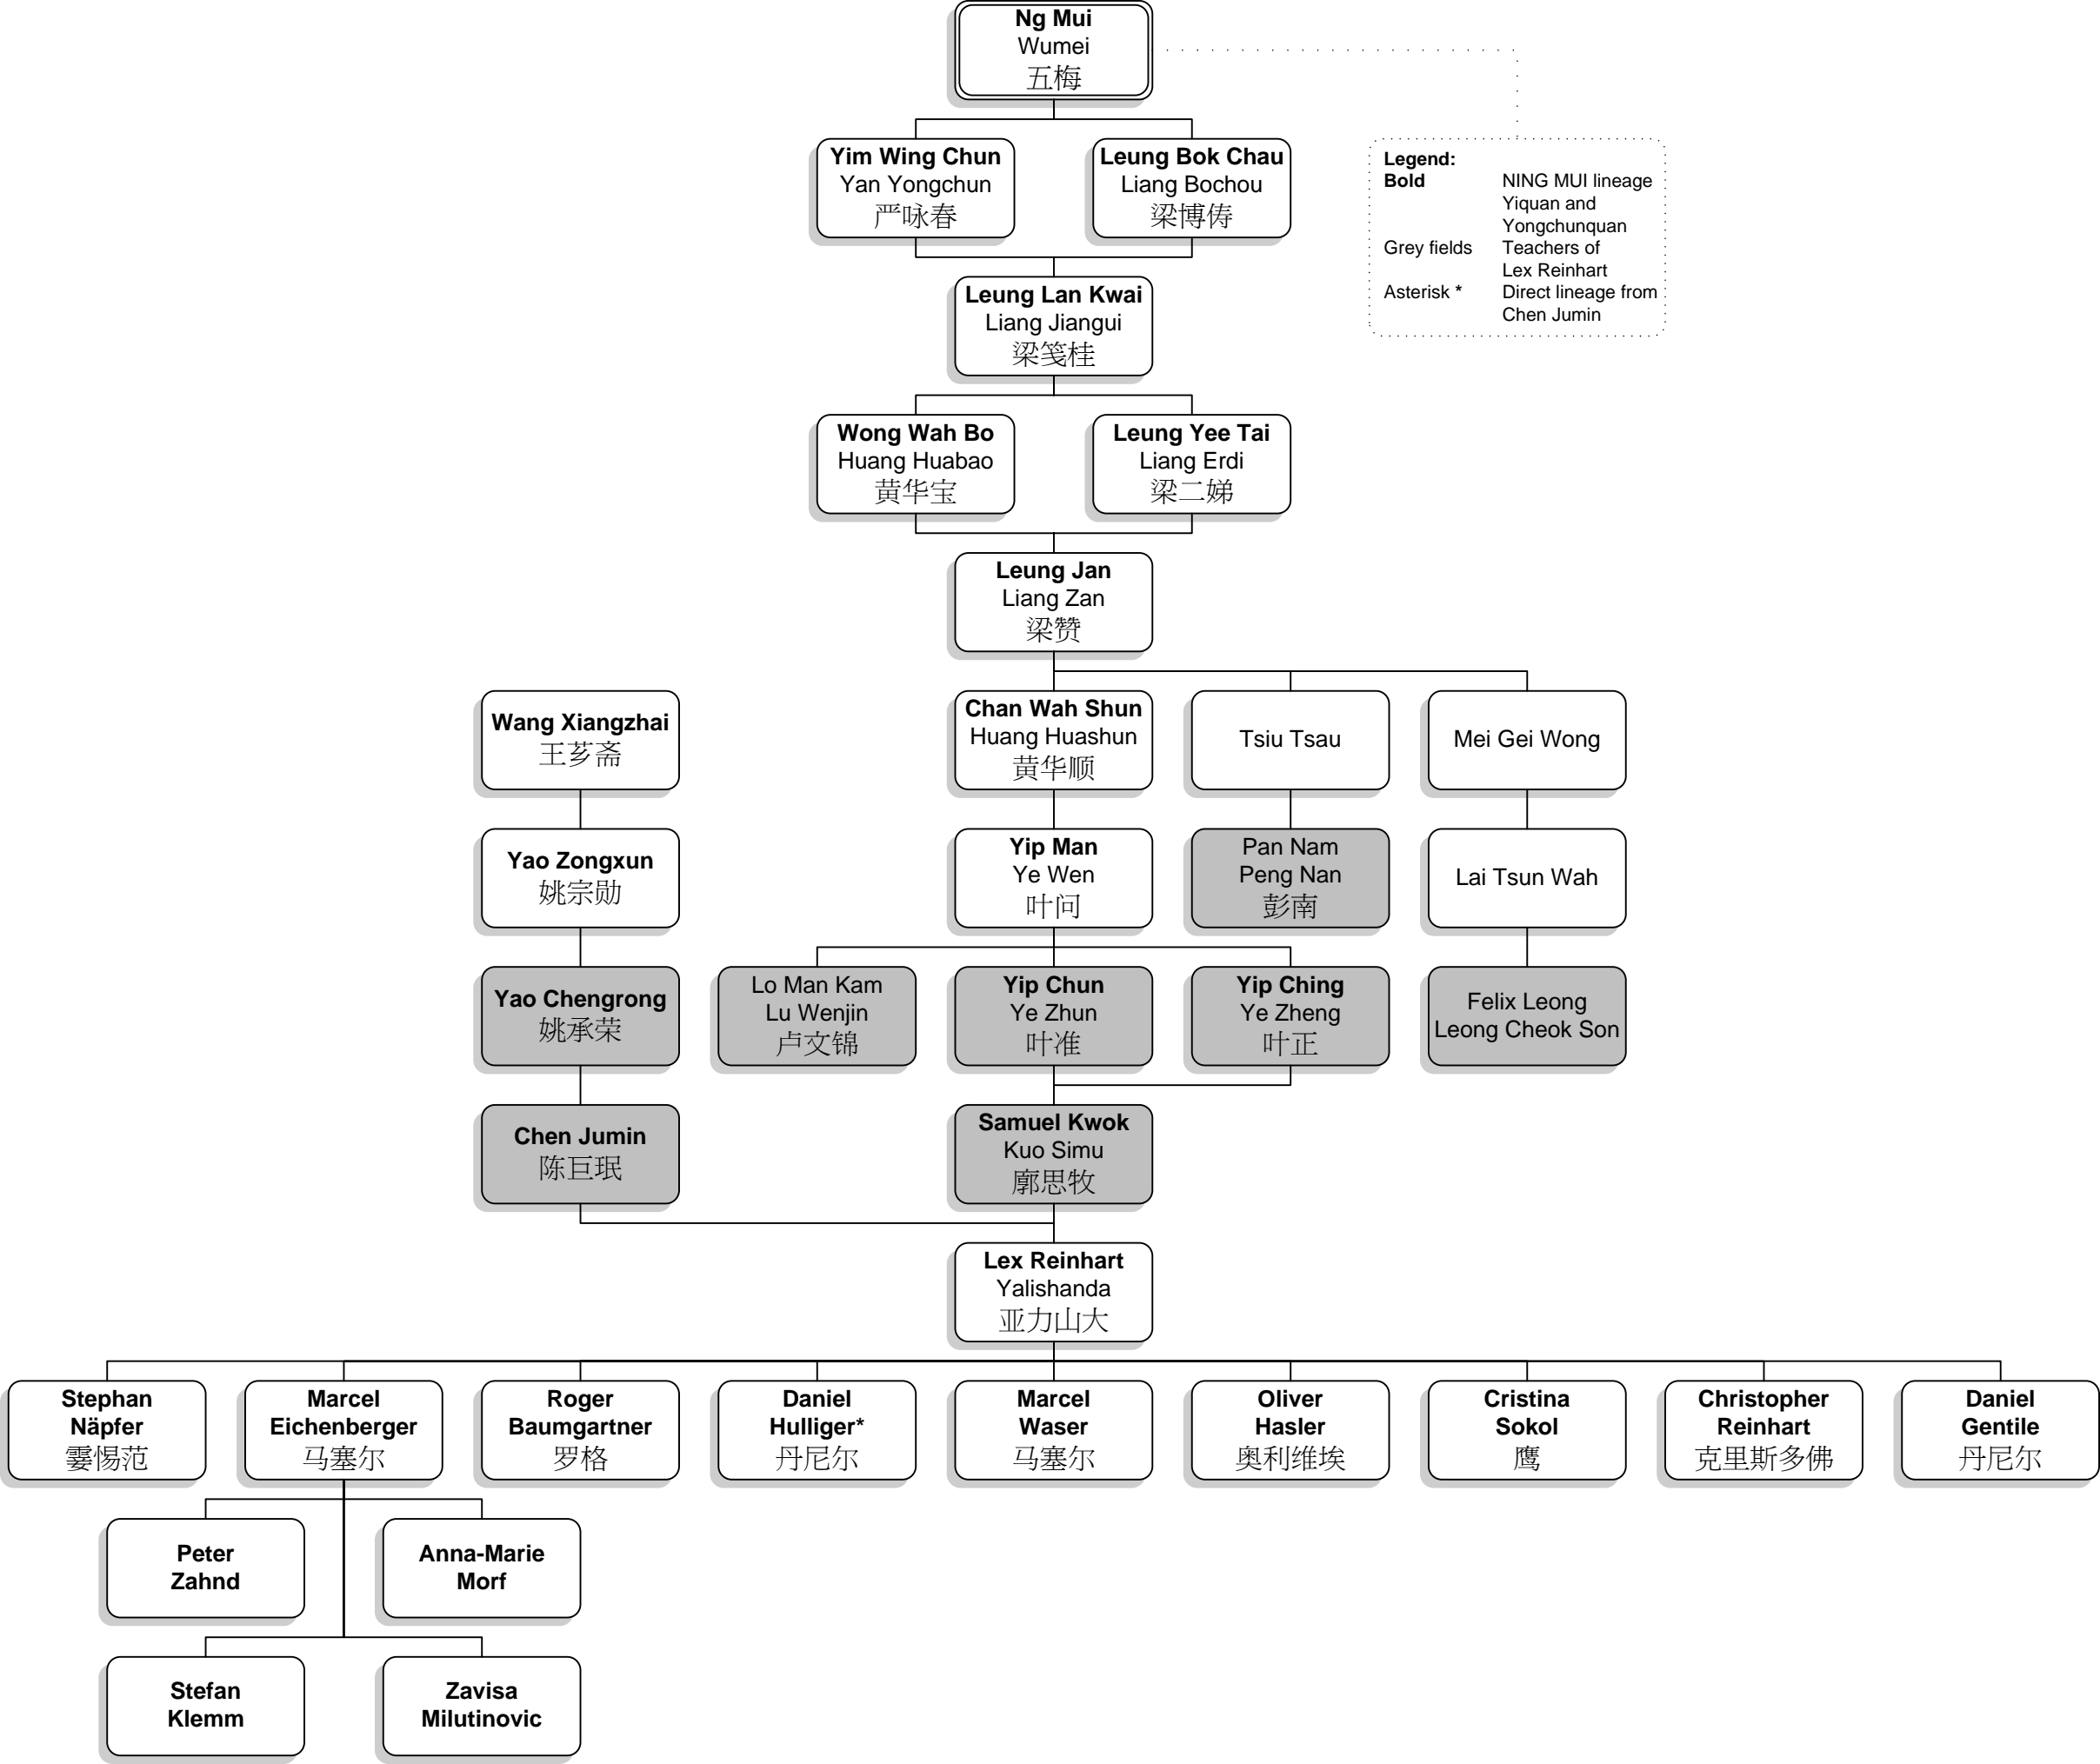 Ng Mui
Wumei
五梅
Yim Wing Chun
Yan Yongchun
严咏春
Leung Bok Chau
Liang Bochou
梁博俦
Legend:
Bold NING MUI lineage
Yiquan and
Yongchunquan
Grey fields Teachers of
Lex Reinhart
Asterisk * Direct lineage from
Chen Jumin
Leung Lan Kwai
Liang Jiangui
梁笺桂
Wong Wah Bo
Huang Huabao
黄华宝
Leung Yee Tai
Liang Erdi
梁二娣
Leung Jan
Liang Zan
梁赞
Wang Xiangzhai
王芗斋
Chan Wah Shun
Huang Huashun
黄华顺
Tsiu Tsau
Mei Gei Wong
Yao Zongxun
姚宗勋
Yip Man
Ye Wen
叶问
Pan Nam
Peng Nan
彭南
Lai Tsun Wah
Yao Chengrong
姚承荣
Lo Man Kam
Lu Wenjin
卢文锦
Yip Chun
Ye Zhun
叶准
Yip Ching
Ye Zheng
叶正
Felix Leong
Leong Cheok Son
Chen Jumin
陈巨珉
Samuel Kwok
Kuo Simu
廓思牧
Lex Reinhart
Yalishanda
亚力山大
Stephan
Näpfer
霎惕范
Marcel
Eichenberger
马塞尔
Roger
Baumgartner
罗格
Daniel
Hulliger*
丹尼尔
Marcel
Waser
马塞尔
Oliver
Hasler
奥利维埃
Cristina
Sokol
鹰
Christopher
Reinhart
克里斯多佛
Daniel
Gentile
丹尼尔
Peter
Zahnd
Anna-Marie
Morf
Stefan
Klemm
Zavisa
Milutinovic